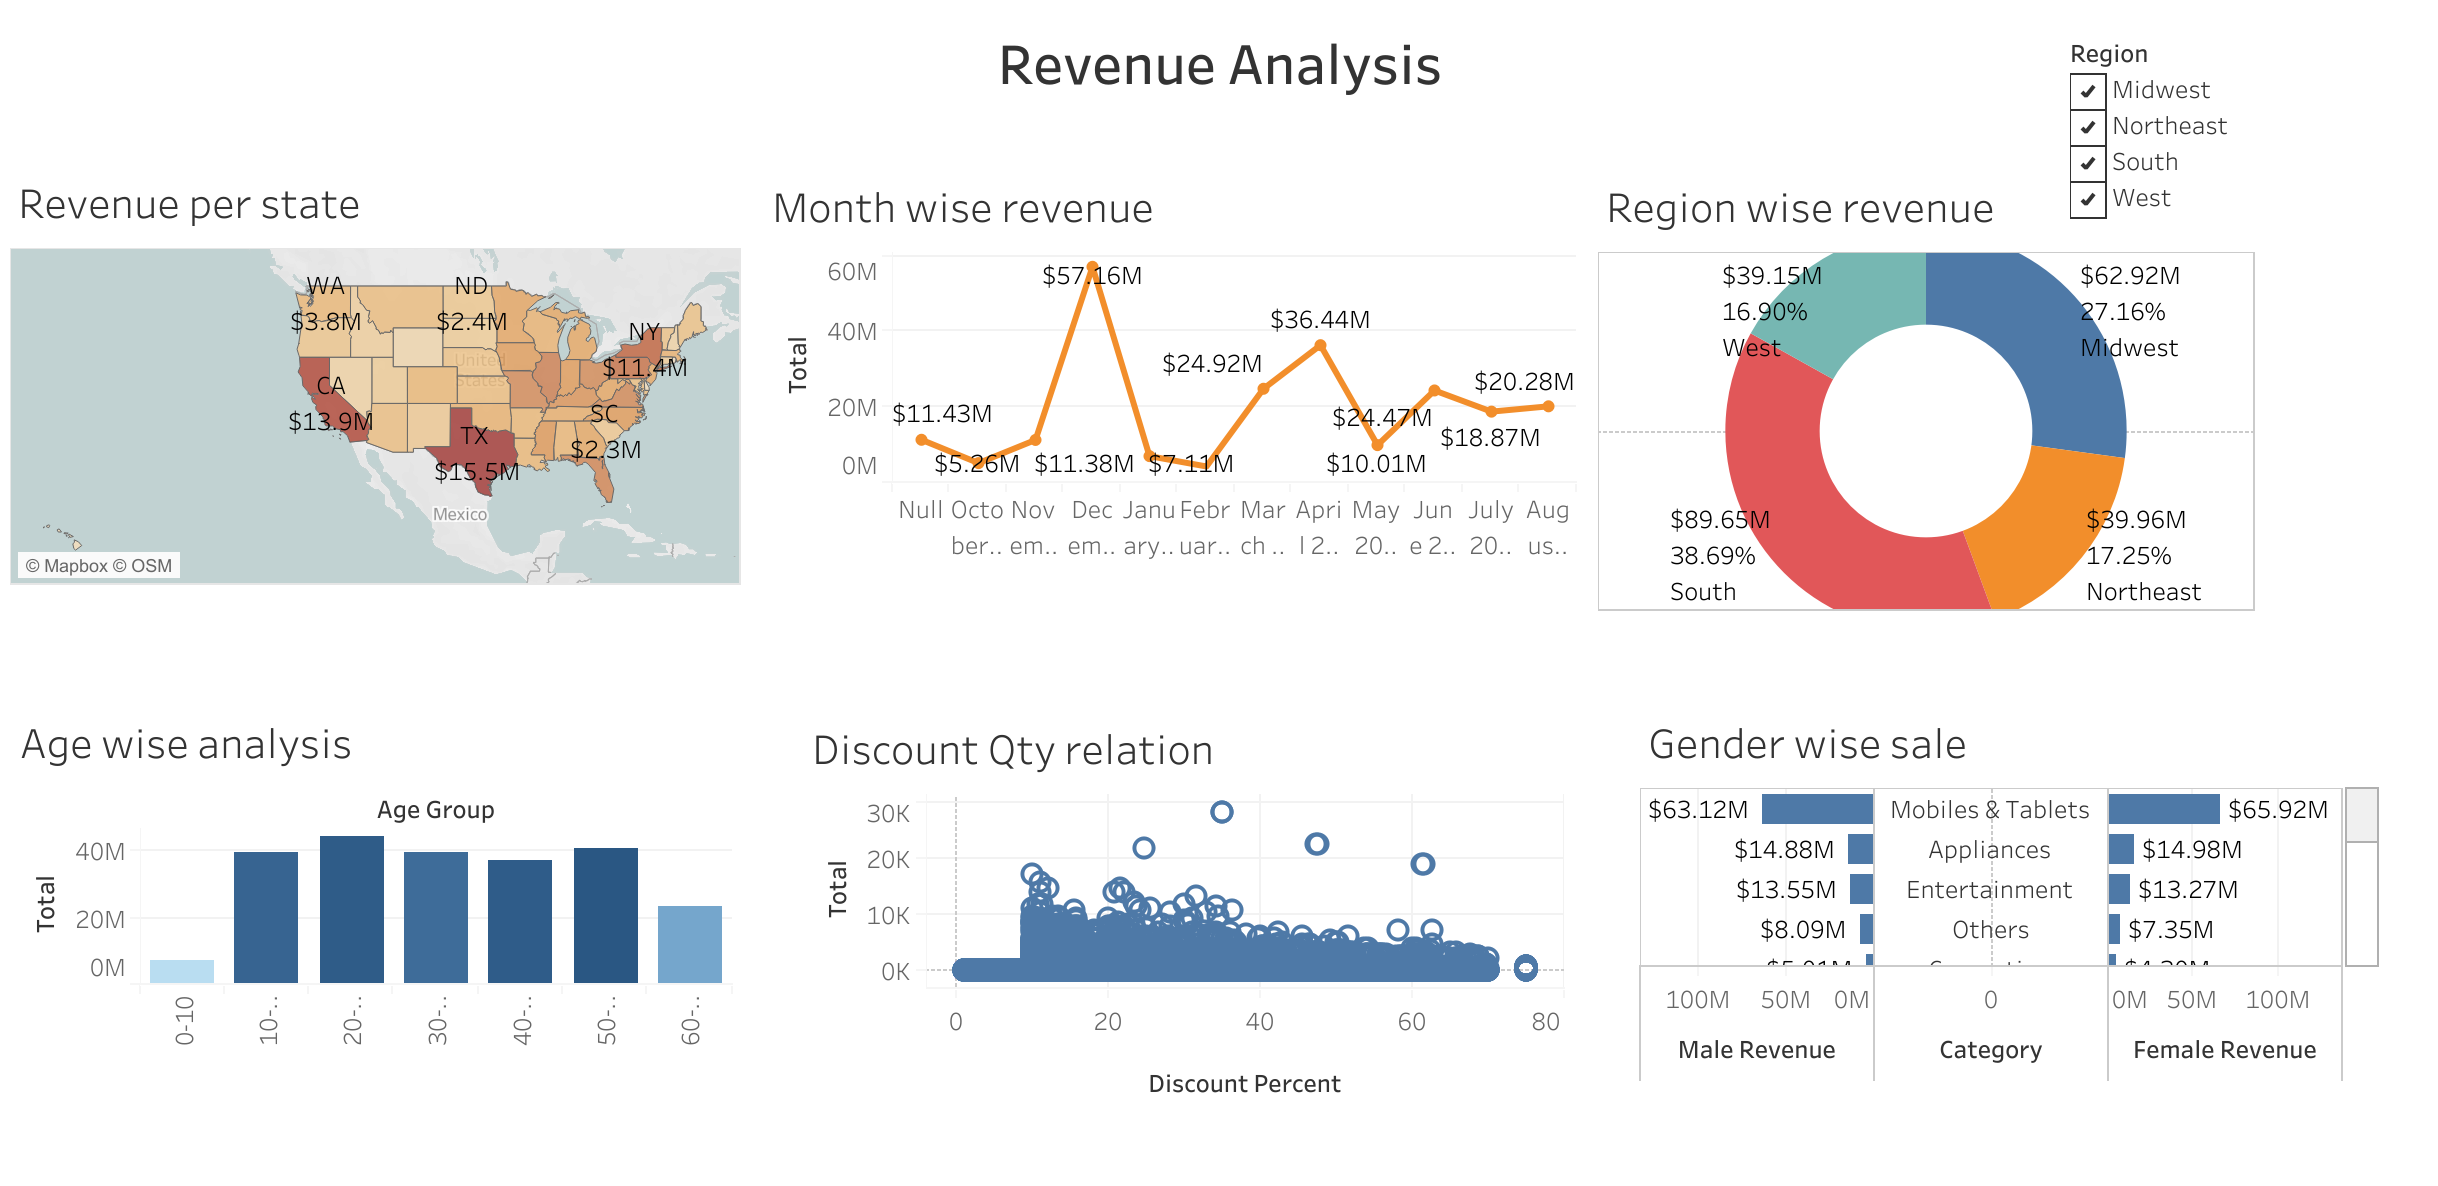 Revenue Analysis
Region
Midwest
Northeast
South
West
Revenue per state
WA
$3.8M
ND
$2.4M
NY
$11.4M
United
States
CA
$13.9M
SC
$2.3M
TX
$15.5M
Mexico
© Mapbox © OSM
Month wise revenue
Total
60M
40M
20M
0M
$11.43M
$5.26M
$11.38M
$57.16M
$7.11M
$24.92M
$36.44M
$10.01M
$24.47M
$18.87M
$20.28M
Null Octo Nov Dec Janu Febr Mar Apri May Jun July Aug
ber.. em.. em.. ary.. uar.. ch .. l 2.. 20.. e 2.. 20.. us..
Region wise revenue
$39.15M
16.90%
West
$62.92M
27.16%
Midwest
$89.65M
38.69%
South
$39.96M
17.25%
Northeast
Age wise analysis
Age Group
Total
40M
20M
0M
0-10
10-..
20-..
30-..
40-..
50-..
60-..
Discount Qty relation
Total
30K
20K
10K
0K
0 20 40 60 80
Discount Percent
Gender wise sale
$63.12M Mobiles & Tablets $65.92M
$14.88M Appliances $14.98M
$13.55M Entertainment $13.27M
$8.09M Others $7.35M
100M 50M 0M 0 0M 50M 100M
Male Revenue Category Female Revenue